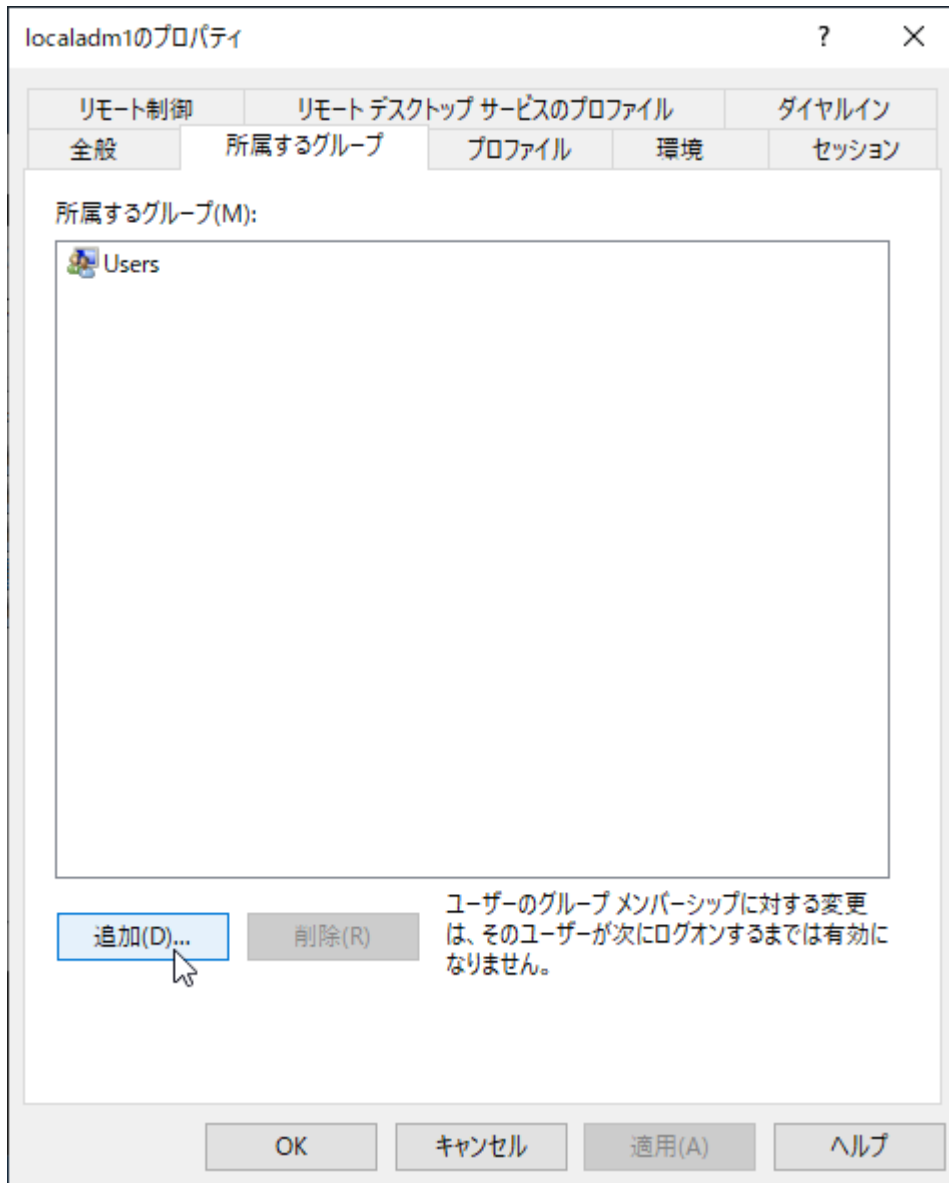 localadm1のプロパティ
?
リモート制御 リモート デスクトップ サービスのプロファイル ダイヤルイン
全般 所属するグループ プロファイル 環境 セッション
所属するグループ(M):
Users
追加(D)... 削除(R)
ユーザーのグループ メンバーシップに対する変更
は、そのユーザーが次にログオンするまでは有効に
なりません。
OK キャンセル 適用(A) ヘルプ